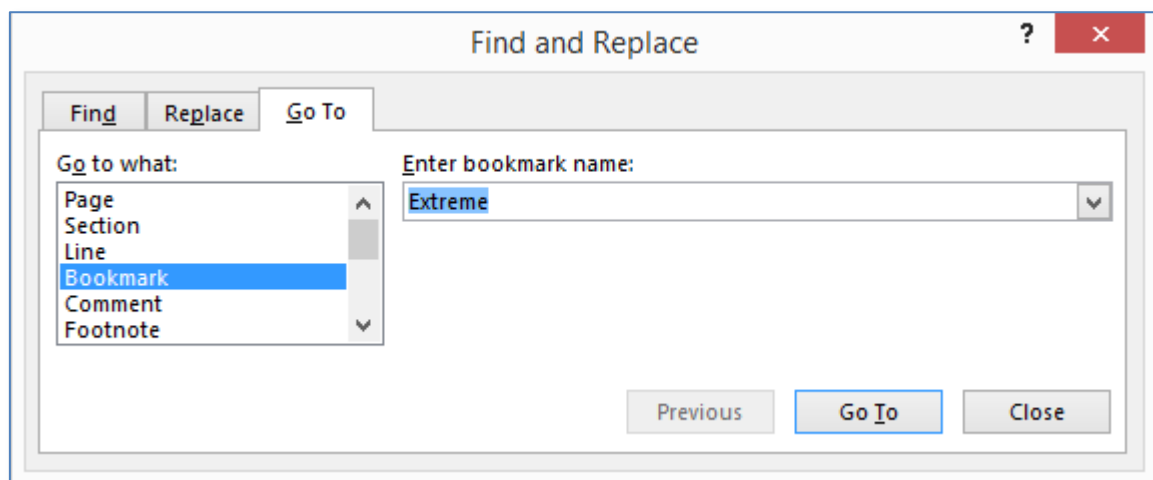 Find and Replace
?
Find
Replace
Go To
Go to what:
Enter bookmark name:
Page
Section
Line
Bookmark
Comment
Footnote
Extreme
Previous
Go To
Close